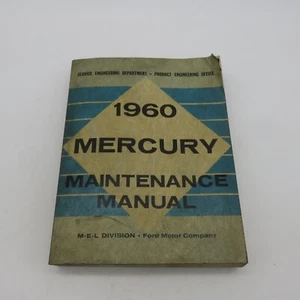 SERVICE ENGINEERING DEPARTMENT • PRODUCT ENGINEERING OFFICE
1960
MERCURY
MAINTENANCE
MANUAL
M-E-L DIVISION • Ford Motor Company